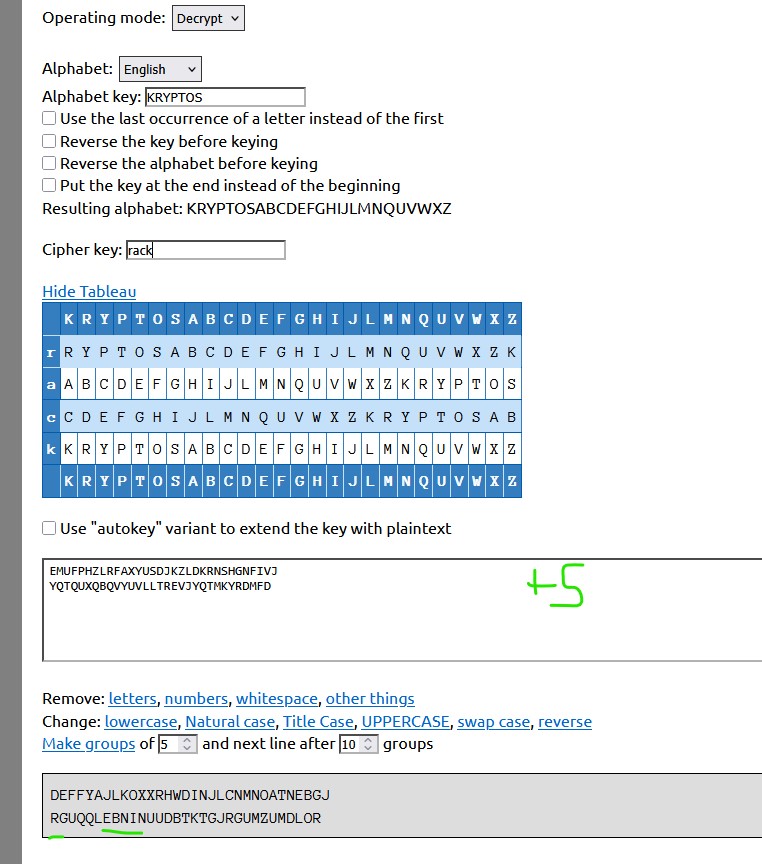 Operating mode: Decrypt
Alphabet: English
Alphabet key: KRYPTOS
Use the last occurrence of a letter instead of the first
Reverse the key before keying
Reverse the alphabet before keying
Put the key at the end instead of the beginning
Resulting alphabet: KRYPTOSABCDEFGHIJLMNQUVWXZ
Cipher key: rack
Hide Tableau
K R Y P T O S A B C D E F G H I J L M N Q U V W X Z
r R Y P T O S A B C D E F G H I J L M N Q U V W X Z K
a A B C D E F G H I J L M N Q U V W X Z K R Y P T O S
c C D E F G H I J L M N Q U V W X Z K R Y P T O S A B
k K R Y P T O S A B C D E F G H I J L M N Q U V W X Z
K R Y P T O S A B C D E F G H I J L M N Q U V W X Z
Use "autokey" variant to extend the key with plaintext
EMUFPHZLRFAXYUSDJKZLDKRNSHGNFIVJ
YQTQUXQBQVYUVLLTREVJYQTMKYRDMFD
+5
Remove: letters, numbers, whitespace, other things
Change: lowercase, Natural case, Title Case, UPPERCASE, swap case, reverse
Make groups of 5 and next line after 10 groups
DEFFYAJLKOXXRHWDINJLCNMNOATNEBGJ
RGUQQLEBNINUUDBTKTGJRGUMZUMDLOR